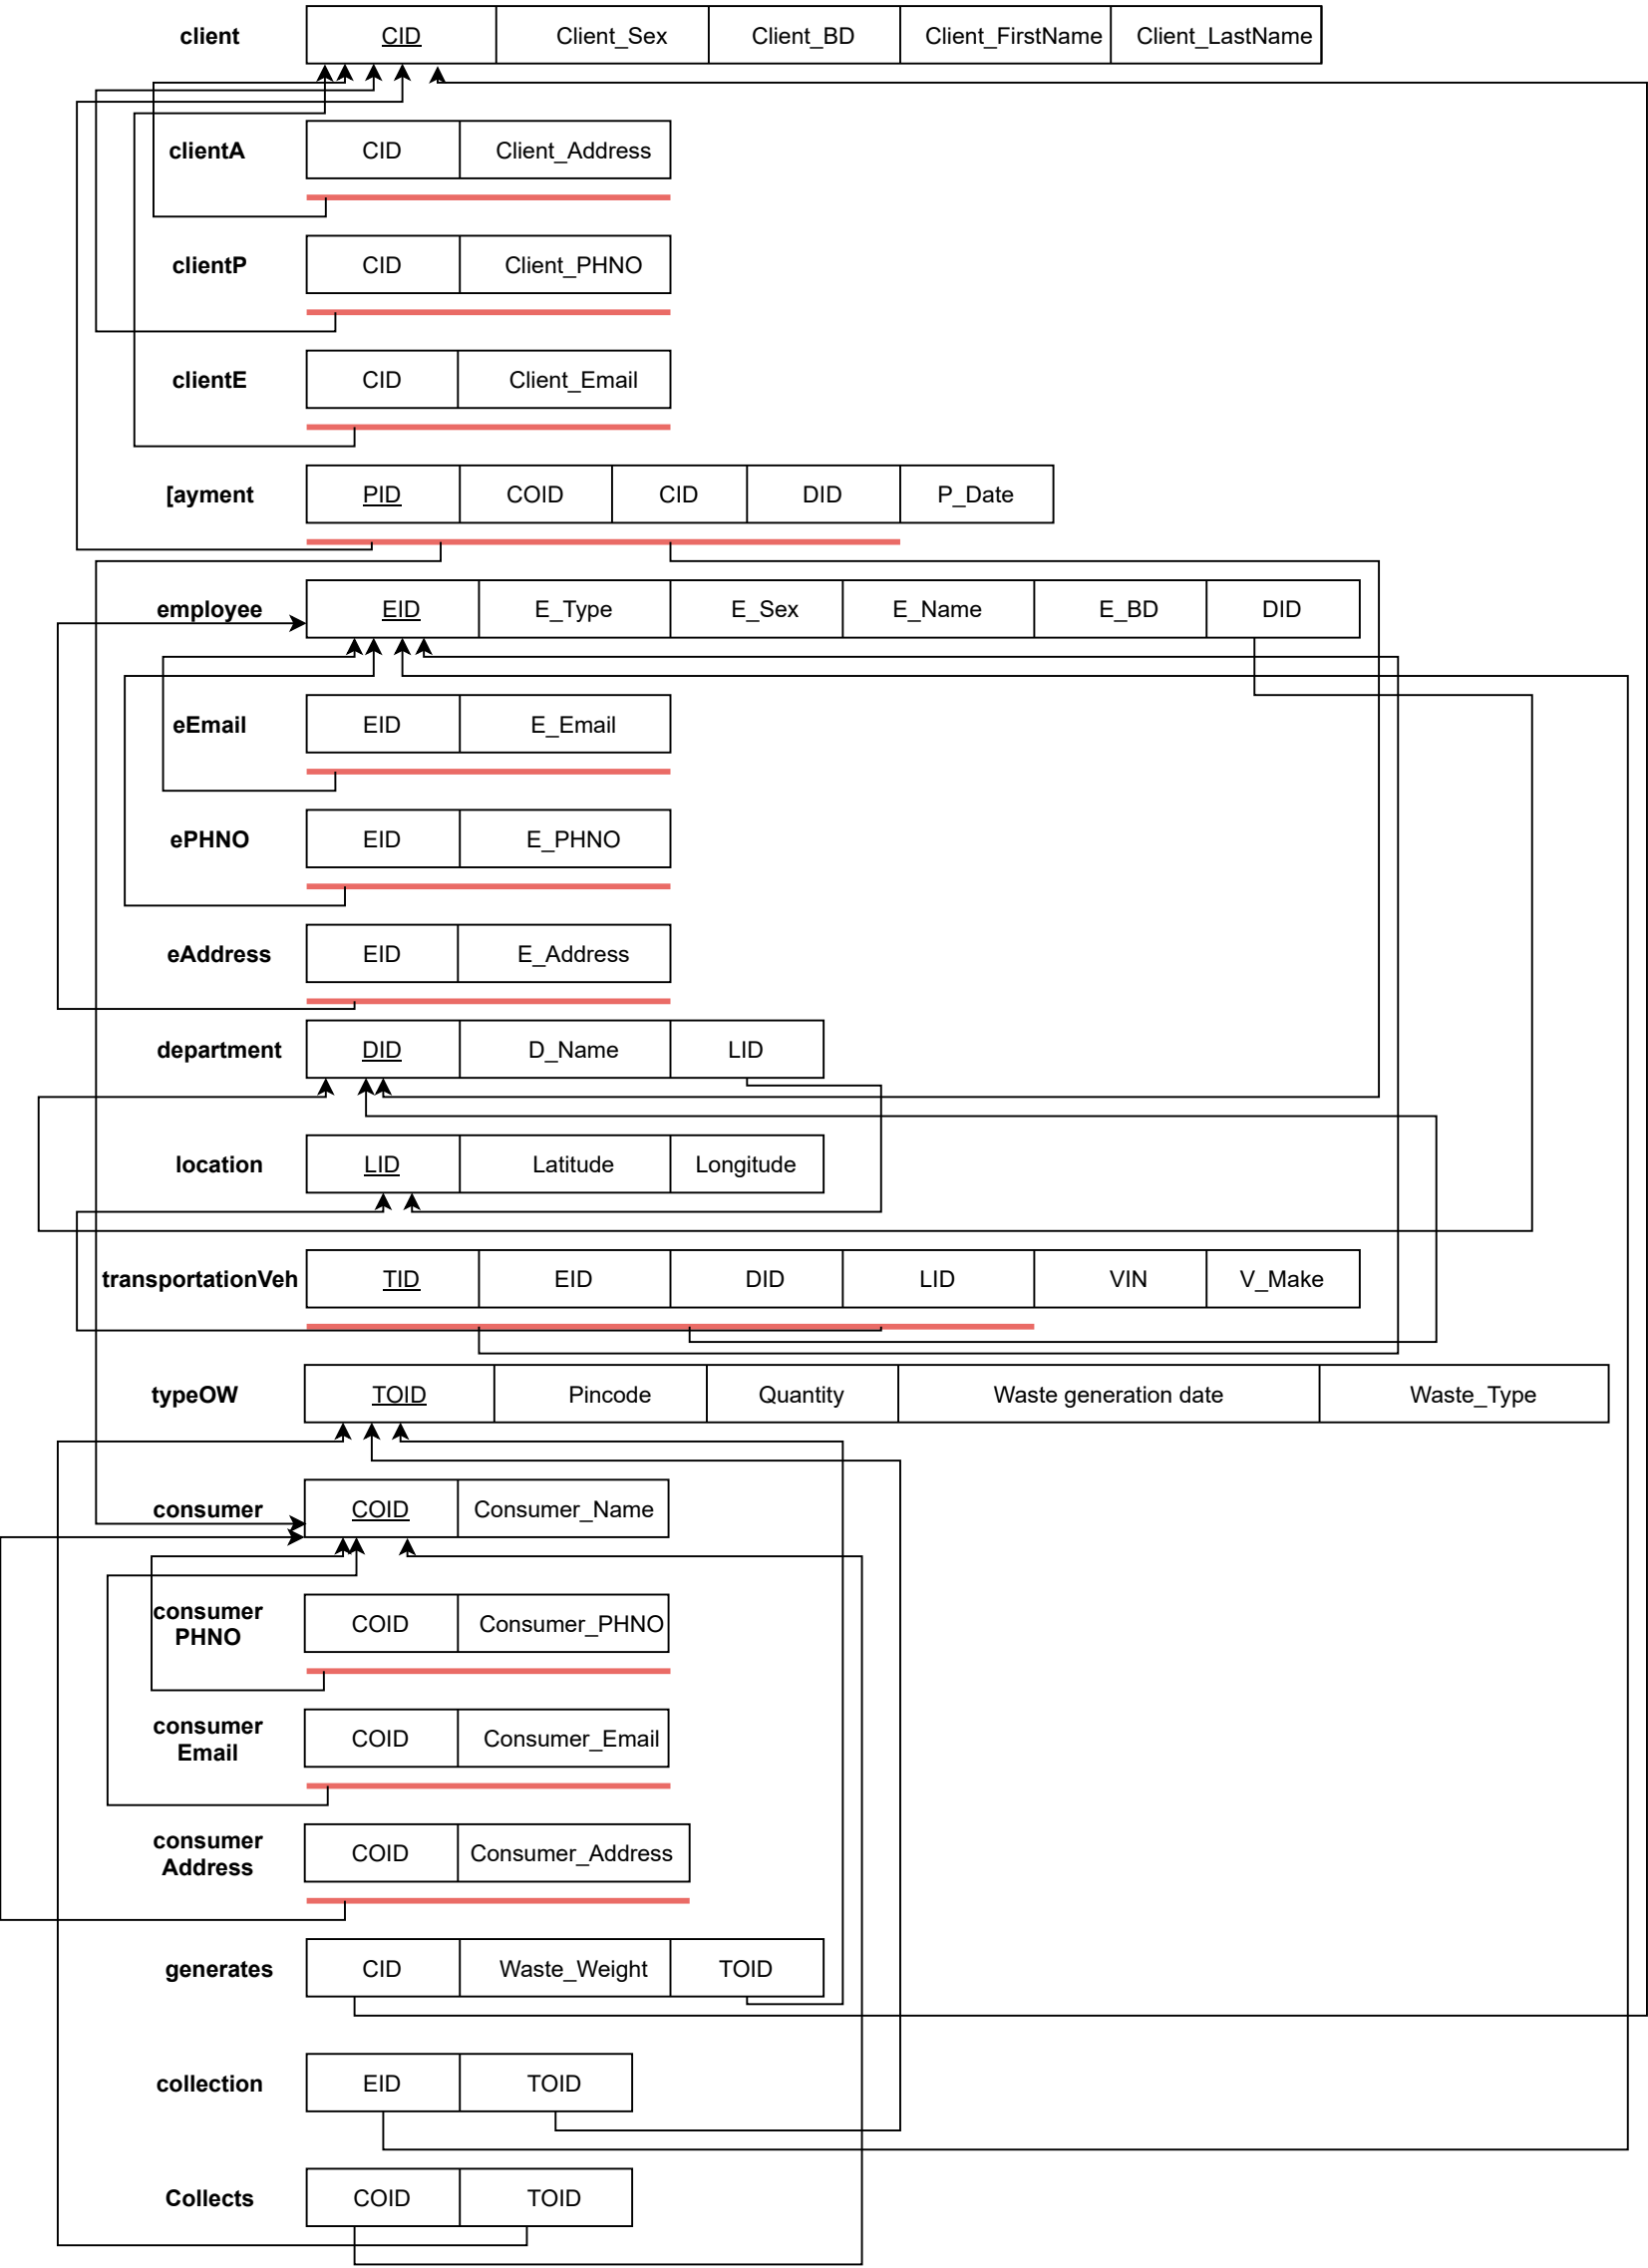 client CID Client_Sex Client_BD Client_FirstName Client_LastName
clientA CID Client_Address
clientP CID Client_PHNO
clientE CID Client_Email
[ayment PID COID CID DID P_Date
employee EID E_Type E_Sex E_Name E_BD DID
eEmail EID E_Email
ePHNO EID E_PHNO
eAddress EID E_Address
department DID D_Name LID
location LID Latitude Longitude
transportationVeh TID EID DID LID VIN V_Make
typeOW TOID Pincode Quantity Waste generation date Waste_Type
consumer COID Consumer_Name
consumer
PHNO COID Consumer_PHNO
consumer
Email COID Consumer_Email
consumer
Address COID Consumer_Address
generates CID Waste_Weight TOID
collection EID TOID
Collects COID TOID